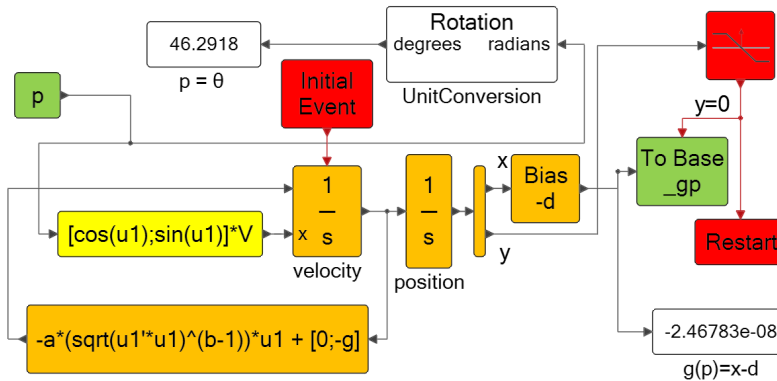 46.2918
p = θ
Rotation
degrees radians
UnitConversion
p
Initial
Event
y=0
To Base
_gp
x
Bias
-d
1
s
x
velocity
1
s
position
y
[cos(u1);sin(u1)]*V
Restart
-a*(sqrt(u1'*u1)^(b-1))*u1 + [0;-g]
-2.46783e-08
g(p)=x-d